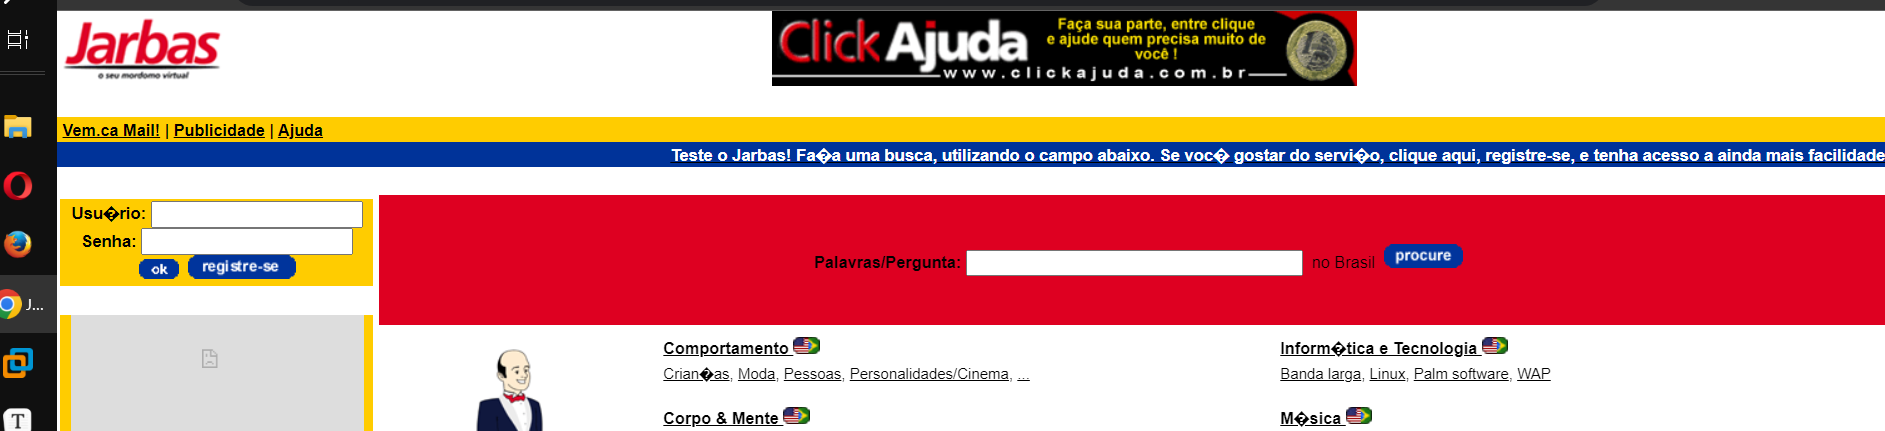 Jarbas
o seu mordomo virtual
ClickAjuda
Faça sua parte, entre clique
e ajude quem precisa muito de
você !
www.clickajuda.com.br
Vem.ca Mail! | Publicidade | Ajuda
Teste o Jarbas! Fa�a uma busca, utilizando o campo abaixo. Se voc� gostar do servi�o, clique aqui, registre-se, e tenha acesso a ainda mais facilidade
Usu�rio:
Senha:
ok registre-se
Palavras/Pergunta: no Brasil procure
J...
Comportamento
Crian�as, Moda, Pessoas, Personalidades/Cinema, ...
Corpo & Mente
Inform�tica e Tecnologia
Banda larga, Linux, Palm software, WAP
M�sica
T